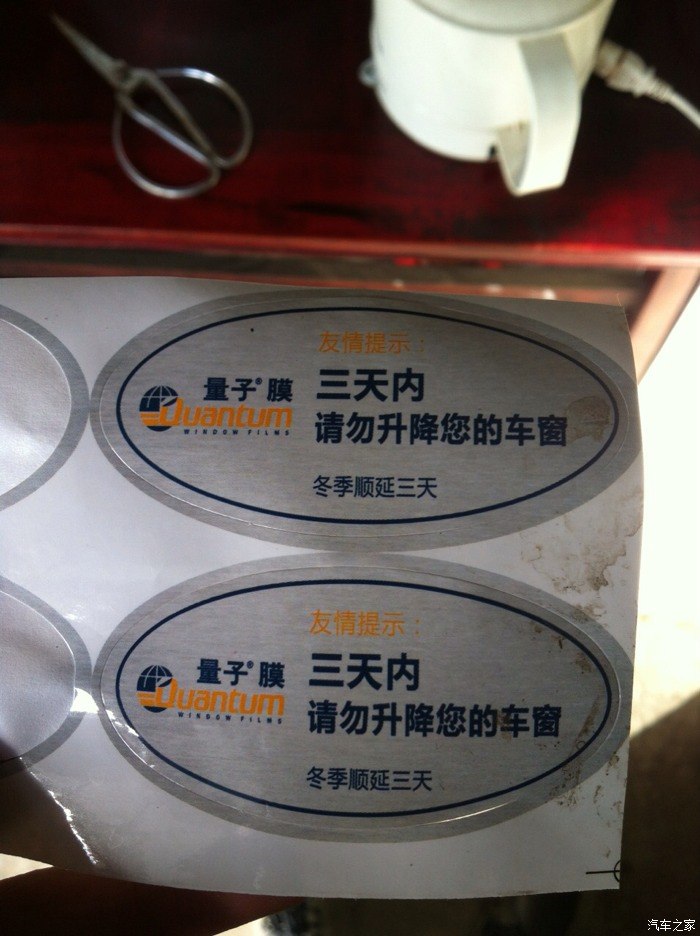 友情提示：
量子®膜
Quantum
WINDOW FILMS
三天内
请勿升降您的车窗
冬季顺延三天
友情提示：
量子®膜
Quantum
WINDOW FILMS
三天内
请勿升降您的车窗
冬季顺延三天
汽车之家